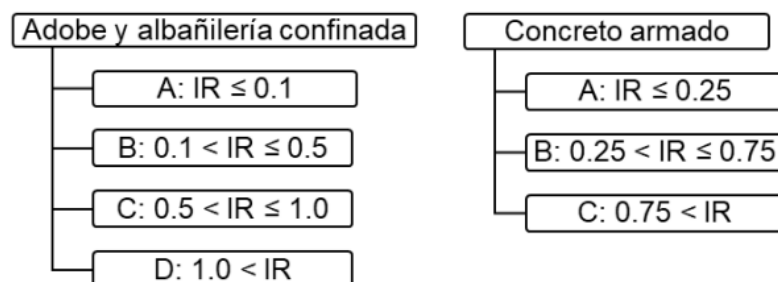 Adobe y albañilería confinada
A: IR ≤ 0.1
B: 0.1 < IR ≤ 0.5
C: 0.5 < IR ≤ 1.0
D: 1.0 < IR
Concreto armado
A: IR ≤ 0.25
B: 0.25 < IR ≤ 0.75
C: 0.75 < IR